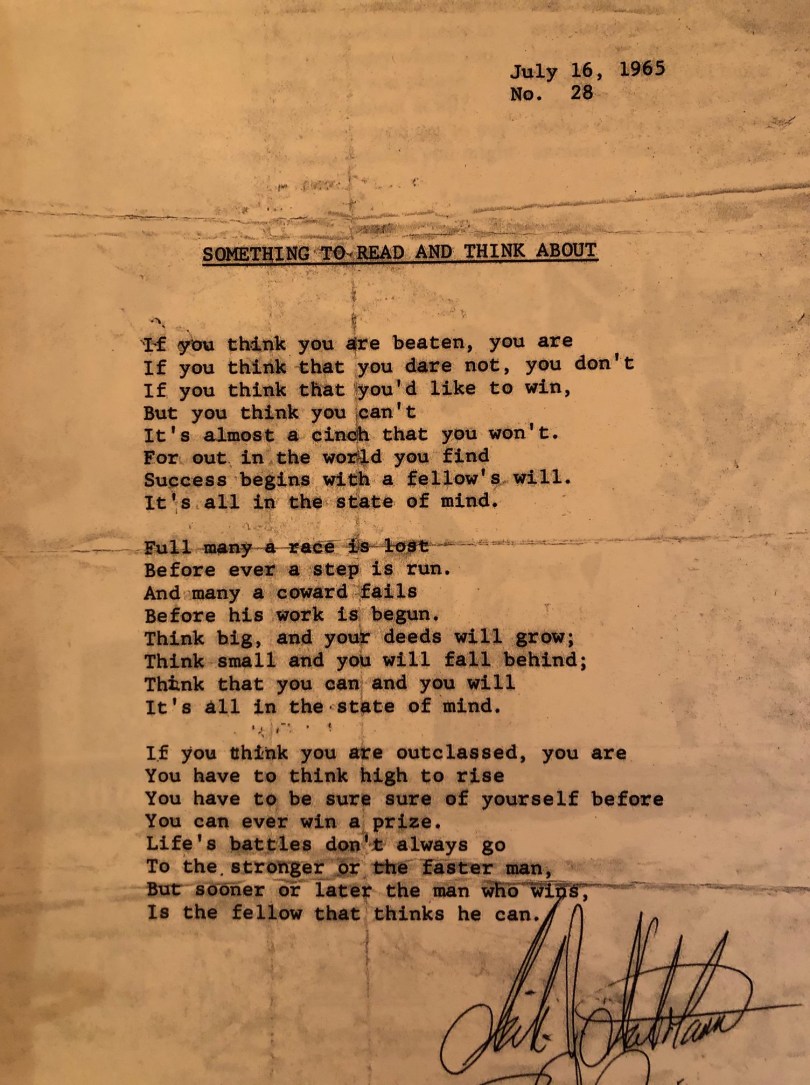 July 16, 1965
No. 28
SOMETHING TO READ AND THINK ABOUT
If you think you are beaten, you are
If you think that you dare not, you don't
If you think that you'd like to win,
But you think you can't
It's almost a cinch that you won't.
For out in the world you find
Success begins with a fellow's will.
It's all in the state of mind.
Full many a race is lost
Before ever a step is run.
And many a coward fails
Before his work is begun.
Think big, and your deeds will grow;
Think small and you will fall behind;
Think that you can and you will
It's all in the state of mind.
If you think you are outclassed, you are
You have to think high to rise
You have to be sure sure of yourself before
You can ever win a prize.
Life's battles don't always go
To the stronger or the faster man,
But sooner or later the man who wins,
Is the fellow that thinks he can.